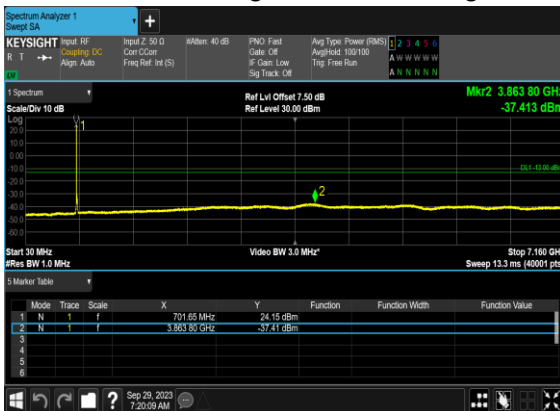 Spectrum Analyzer 1
Swept SA
KEYSIGHT Input: RF Input Z: 50 Ω #Atten: 40 dB PNO: Fast Avg Type: Power (RMS) 1 2 3 4 5 6
R T Coupling: DC Corr CCorr Gate: Off Avg|Hold: 100/100 A W W W W W
Align: Auto Freq Ref: Int (S) IF Gain: Low Trig: Free Run
Sig Track: Off A N N N N N
LV
1 Spectrum Ref Lvl Offset 7.50 dB Mkr2 3.863 80 GHz
Scale/Div 10 dB Ref Level 30.00 dBm -37.413 dBm
Log
20.0 1
10.0
0.00
-10.0 DL1 -13.00 dBm
-20.0
-30.0 2
-40.0
-50.0
-60.0
Start 30 MHz Video BW 3.0 MHz* Stop 7.160 GHz
#Res BW 1.0 MHz Sweep 13.3 ms (40001 pts)
5 Marker Table
Mode Trace Scale X Y Function Function Width Function Value
1 N 1 f 701.65 MHz 24.15 dBm
2 N 1 f 3.863 80 GHz -37.41 dBm
3
4
5
6
? Sep 29, 2023
7:20:09 AM